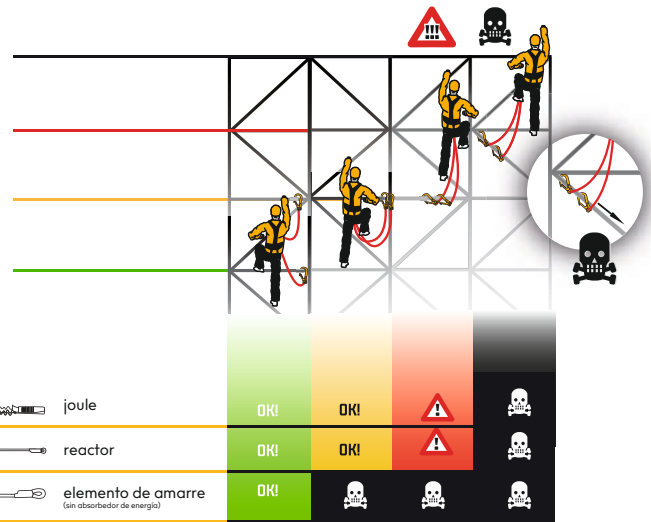 !!!
joule OK! OK! !
reactor OK! OK! !
elemento de amarre OK!
(sin absorbedor de energía)